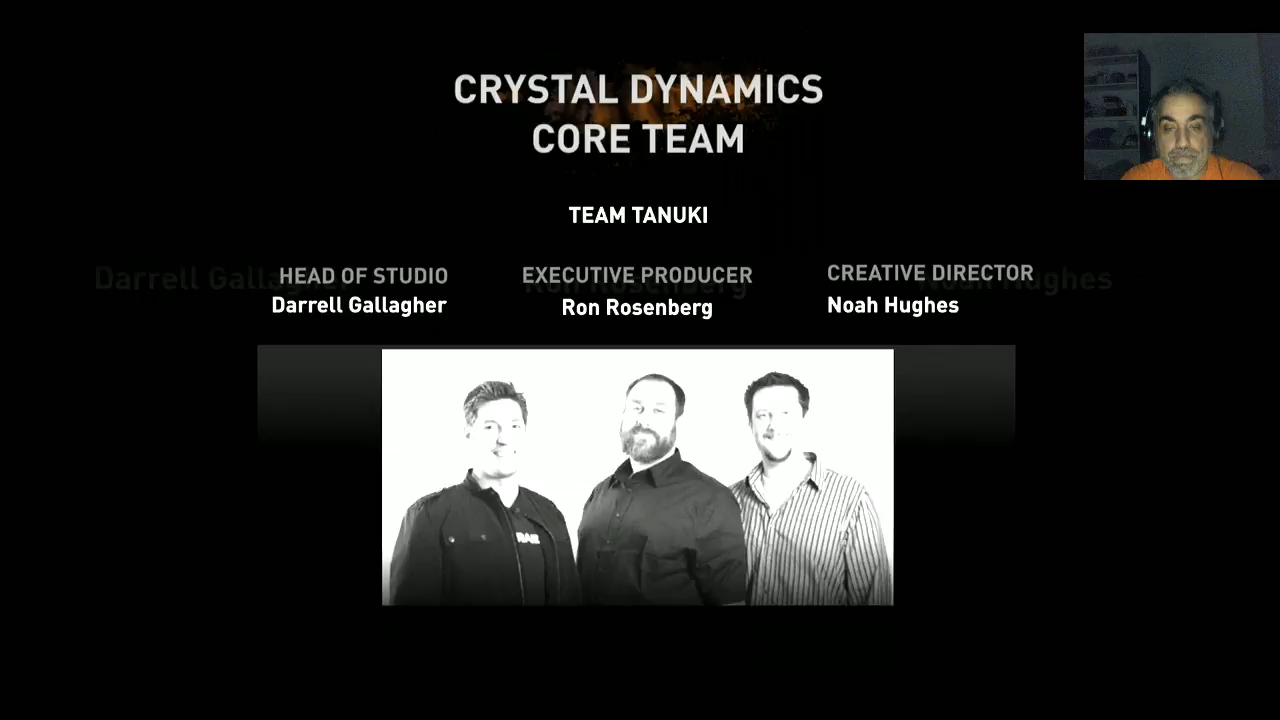 CRYSTAL DYNAMICS
CORE TEAM
TEAM TANUKI
HEAD OF STUDIO
Darrell Gallagher
EXECUTIVE PRODUCER
Ron Rosenberg
CREATIVE DIRECTOR
Noah Hughes